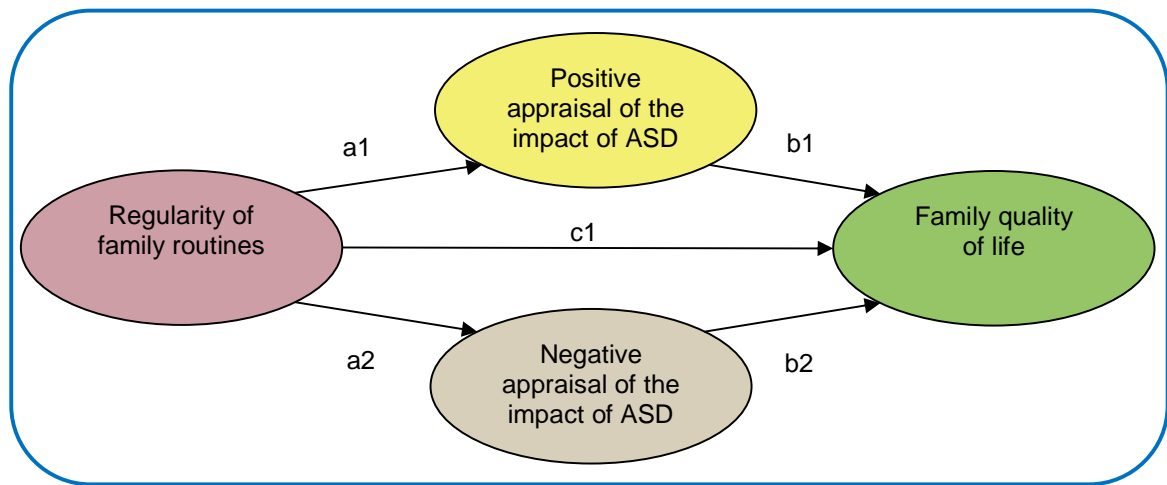 Positive
appraisal of the
impact of ASD
a1
b1
Regularity of
family routines
c1
Family quality
of life
a2
Negative
appraisal of the
impact of ASD
b2